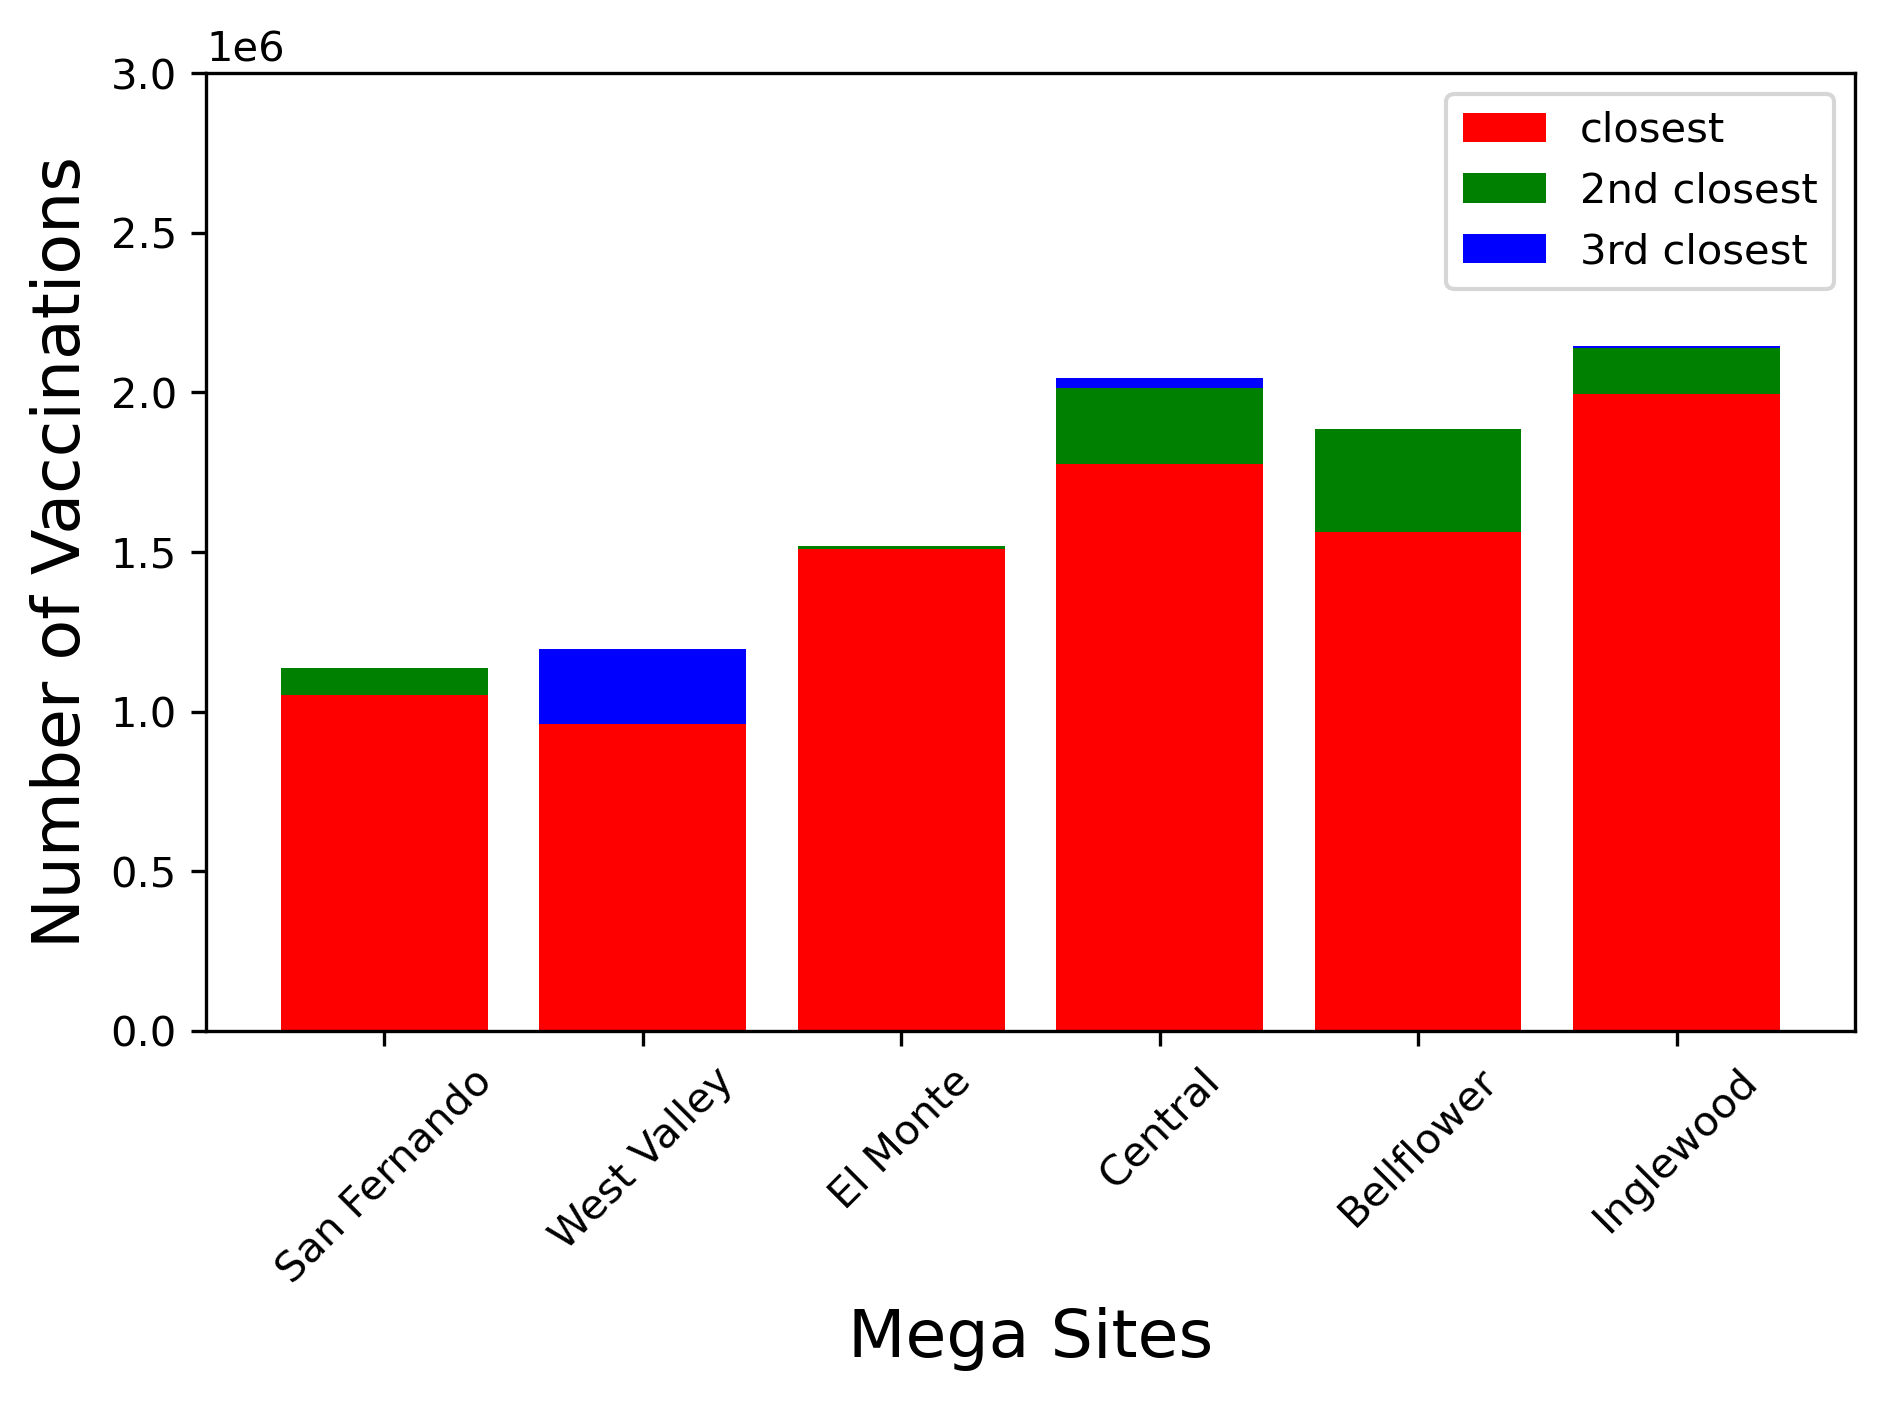 1e6
3.0
2.5
2.0
1.5
1.0
0.5
0.0
Number of Vaccinations
closest
2nd closest
3rd closest
San Fernando
West Valley
El Monte
Central
Bellflower
Inglewood
Mega Sites